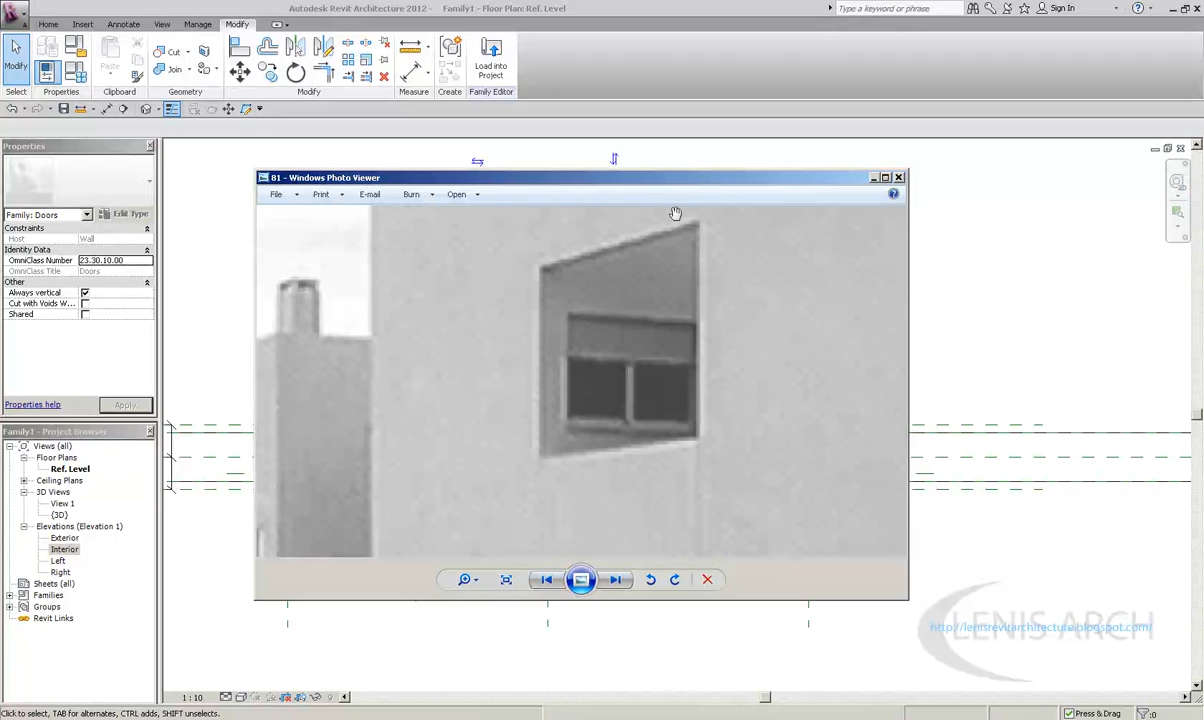 Autodesk Revit Architecture 2012 - Family1 - Floor Plan: Ref. Level
Type a keyword or phrase
Sign In
Home Insert Annotate View Manage Modify
Modify
Cut
Join
Paste
Load into
Project
Select Properties Clipboard Geometry Modify Measure Create Family Editor
Properties
Family: Doors Edit Type
Constraints
Host Wall
Identity Data
OmniClass Number 23.30.10.00
OmniClass Title Doors
Other
Always vertical
Cut with Voids W...
Shared
Properties help Apply
Family1 - Project Browser
Views (all)
Floor Plans
Ref. Level
Ceiling Plans
3D Views
View 1
{3D}
Elevations (Elevation 1)
Exterior
Interior
Left
Right
Sheets (all)
Families
Groups
Revit Links
81 - Windows Photo Viewer
File Print E-mail Burn Open
LENIS ARCH
http://lenisrevitarchitecture.blogspot.com/
1 : 10
Click to select, TAB for alternates, CTRL adds, SHIFT unselects.
Press & Drag
:0